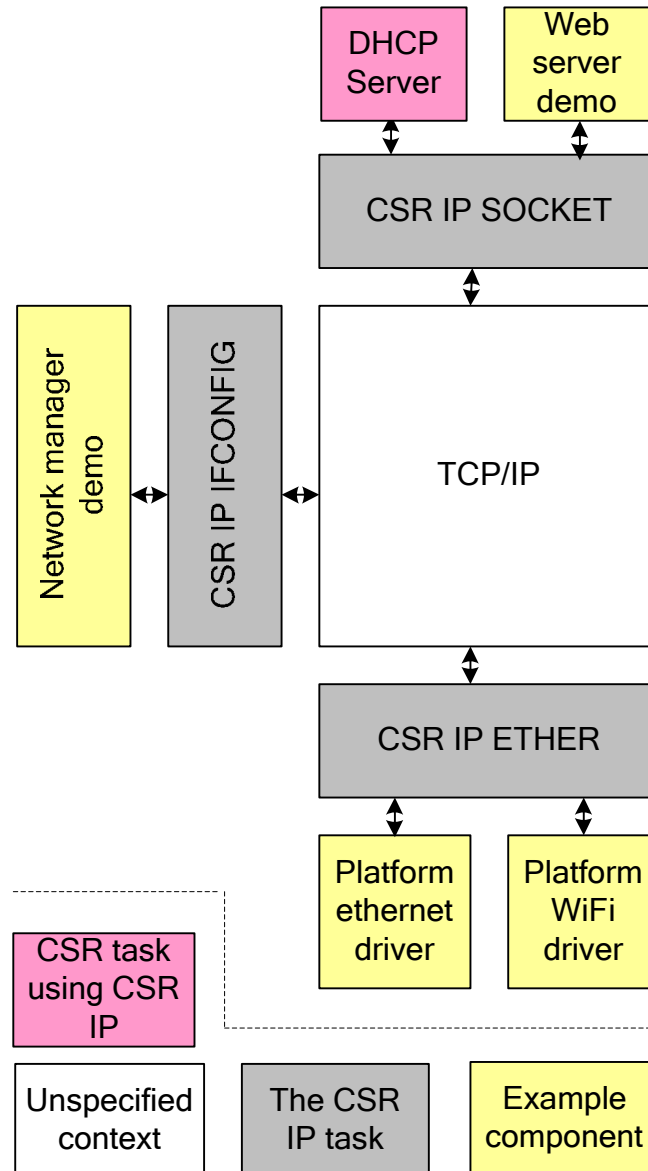 DHCP
Server
Web
server
demo
CSR IP SOCKET
Network manager
demo
CSR IP IFCONFIG
TCP/IP
CSR IP ETHER
Platform
ethernet
driver
Platform
WiFi
driver
CSR task
using CSR
IP
Unspecified
context
The CSR
IP task
Example
component